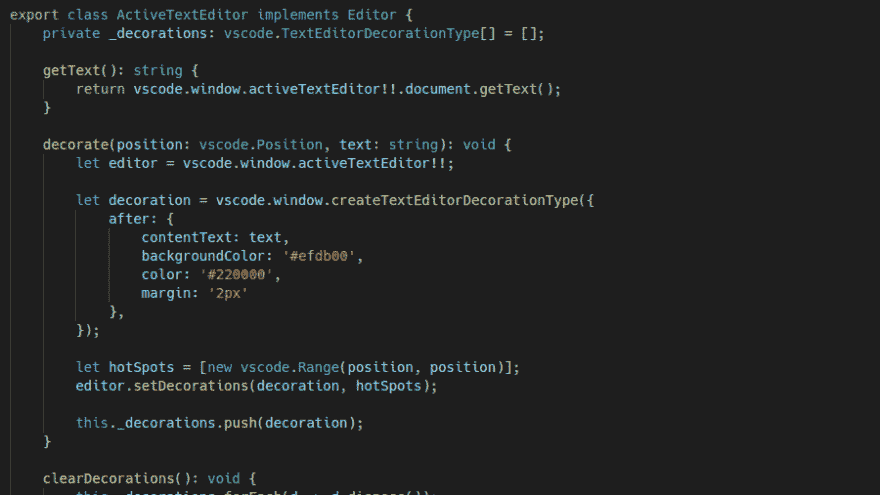 export class ActiveTextEditor implements Editor {
    private _decorations: vscode.TextEditorDecorationType[] = [];

    getText(): string {
        return vscode.window.activeTextEditor!!.document.getText();
    }

    decorate(position: vscode.Position, text: string): void {
        let editor = vscode.window.activeTextEditor!!;

        let decoration = vscode.window.createTextEditorDecorationType({
            after: {
                contentText: text,
                backgroundColor: '#efdb00',
                color: '#220000',
                margin: '2px'
            },
        });

        let hotSpots = [new vscode.Range(position, position)];
        editor.setDecorations(decoration, hotSpots);

        this._decorations.push(decoration);
    }

    clearDecorations(): void {